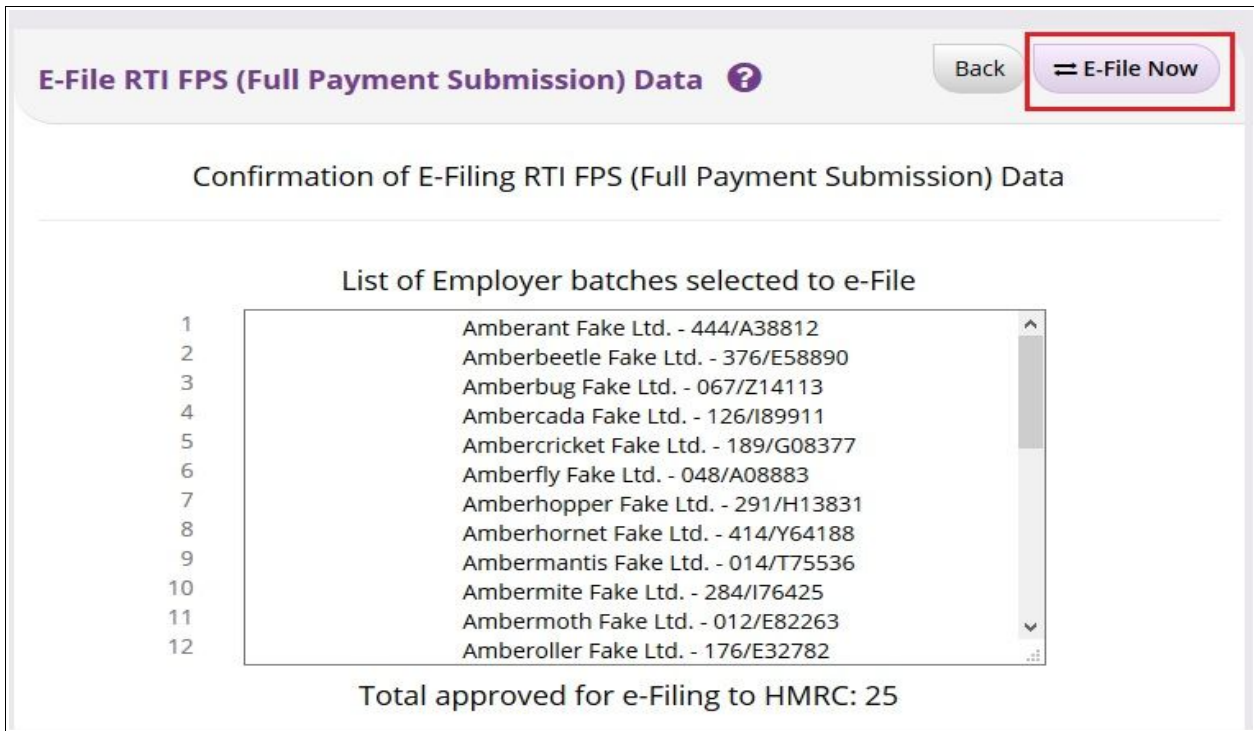 E-File RTI FPS (Full Payment Submission) Data ?
Back
E-File Now
Confirmation of E-Filing RTI FPS (Full Payment Submission) Data
List of Employer batches selected to e-File
1 Amberant Fake Ltd. - 444/A38812
2 Amberbeetle Fake Ltd. - 376/E58890
3 Amberbug Fake Ltd. - 067/Z14113
4 Ambercada Fake Ltd. - 126/I89911
5 Ambercricket Fake Ltd. - 189/G08377
6 Amberfly Fake Ltd. - 048/A08883
7 Amberhopper Fake Ltd. - 291/H13831
8 Amberhornet Fake Ltd. - 414/Y64188
9 Ambermantis Fake Ltd. - 014/T75536
10 Ambermite Fake Ltd. - 284/I76425
11 Ambermoth Fake Ltd. - 012/E82263
12 Amberoller Fake Ltd. - 176/E32782
Total approved for e-Filing to HMRC: 25